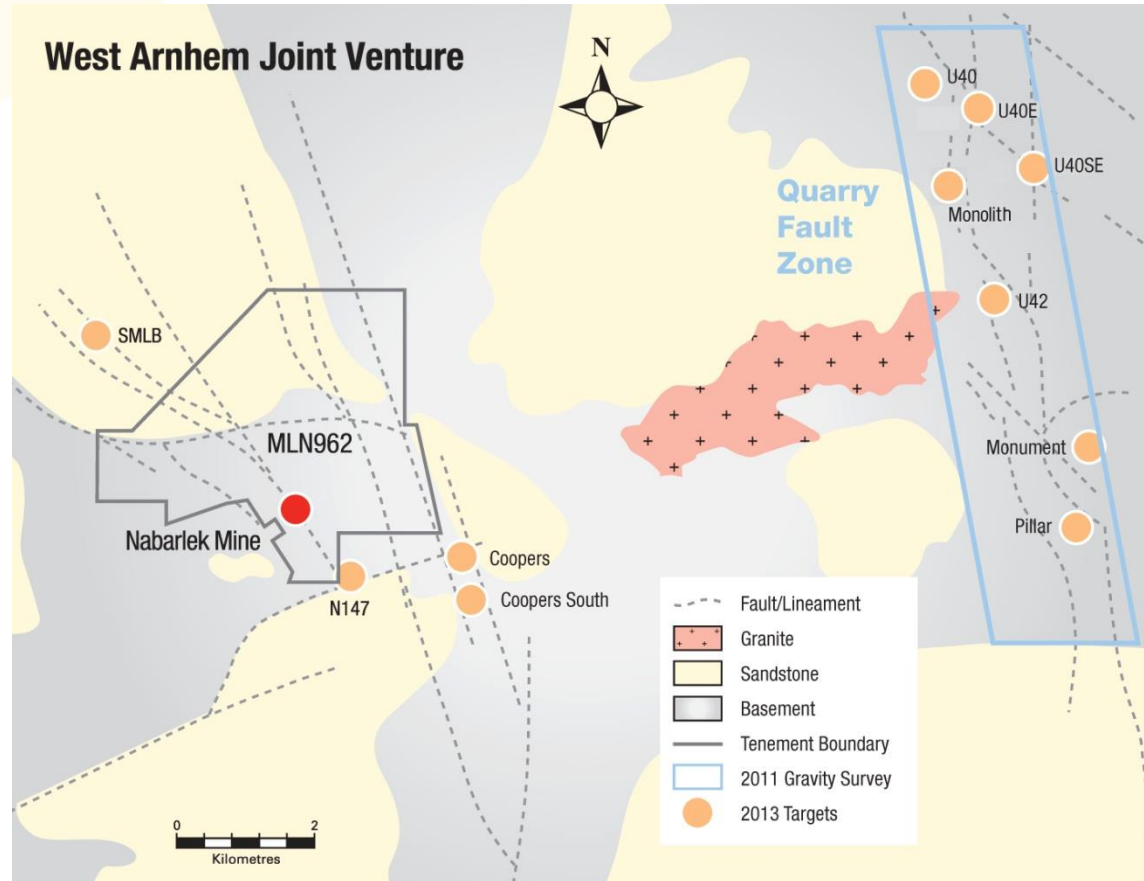 West Arnhem Joint Venture
N
U40
U40E
U40SE
Quarry
Fault
Zone
Monolith
U42
SMLB
MLN962
Monument
Nabarlek Mine
Pillar
Coopers
N147
Coopers South
Fault/Lineament
Granite
Sandstone
Basement
Tenement Boundary
2011 Gravity Survey
2013 Targets
0 2
Kilometres